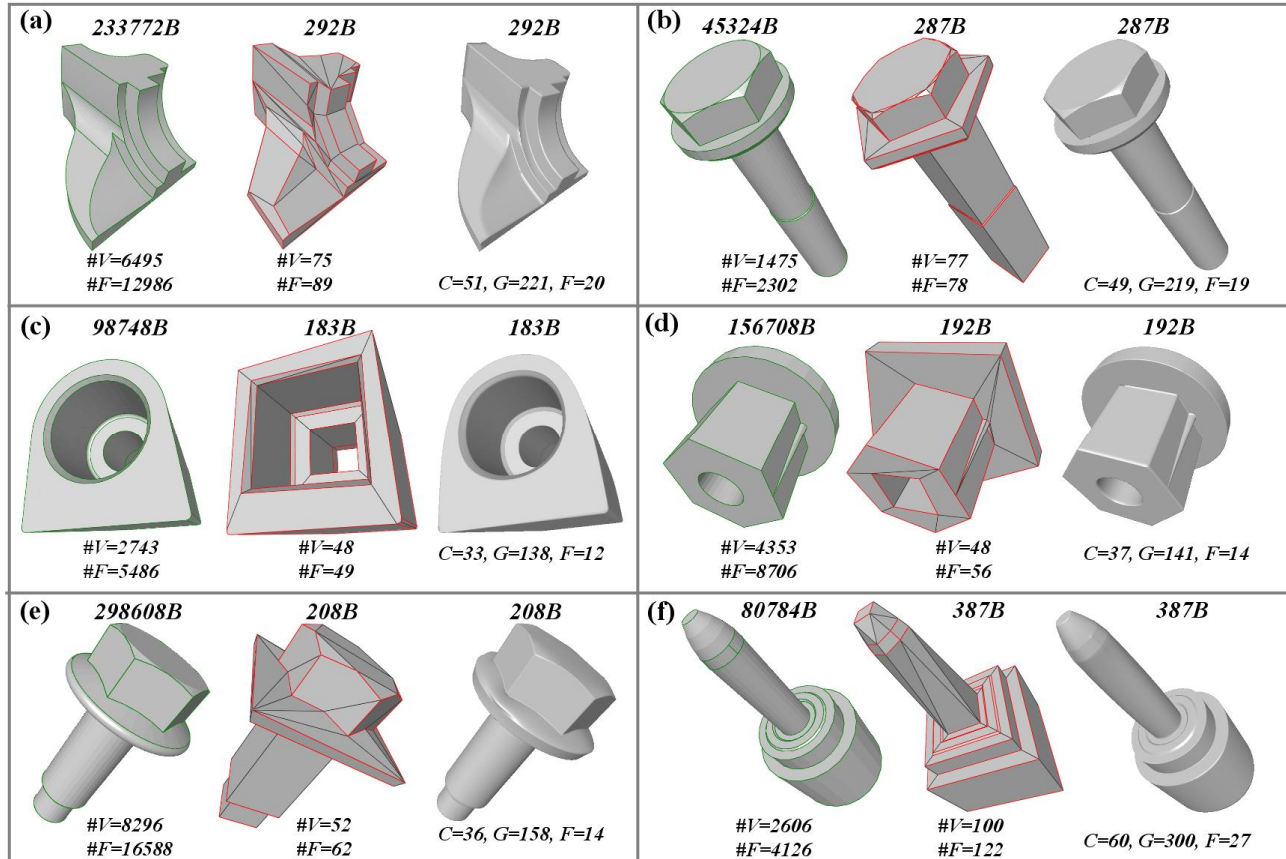 (a)
233772B 292B 292B
#V=6495 #V=75
#F=12986 #F=89
C=51, G=221, F=20
(b)
45324B 287B 287B
#V=1475 #V=77
#F=2302 #F=78
C=49, G=219, F=19
(c)
98748B 183B 183B
#V=2743 #V=48
#F=5486 #F=49
C=33, G=138, F=12
(d)
156708B 192B 192B
#V=4353 #V=48
#F=8706 #F=56
C=37, G=141, F=14
(e)
298608B 208B 208B
#V=8296 #V=52
#F=16588 #F=62
C=36, G=158, F=14
(f)
80784B 387B 387B
#V=2606 #V=100
#F=4126 #F=122
C=60, G=300, F=27